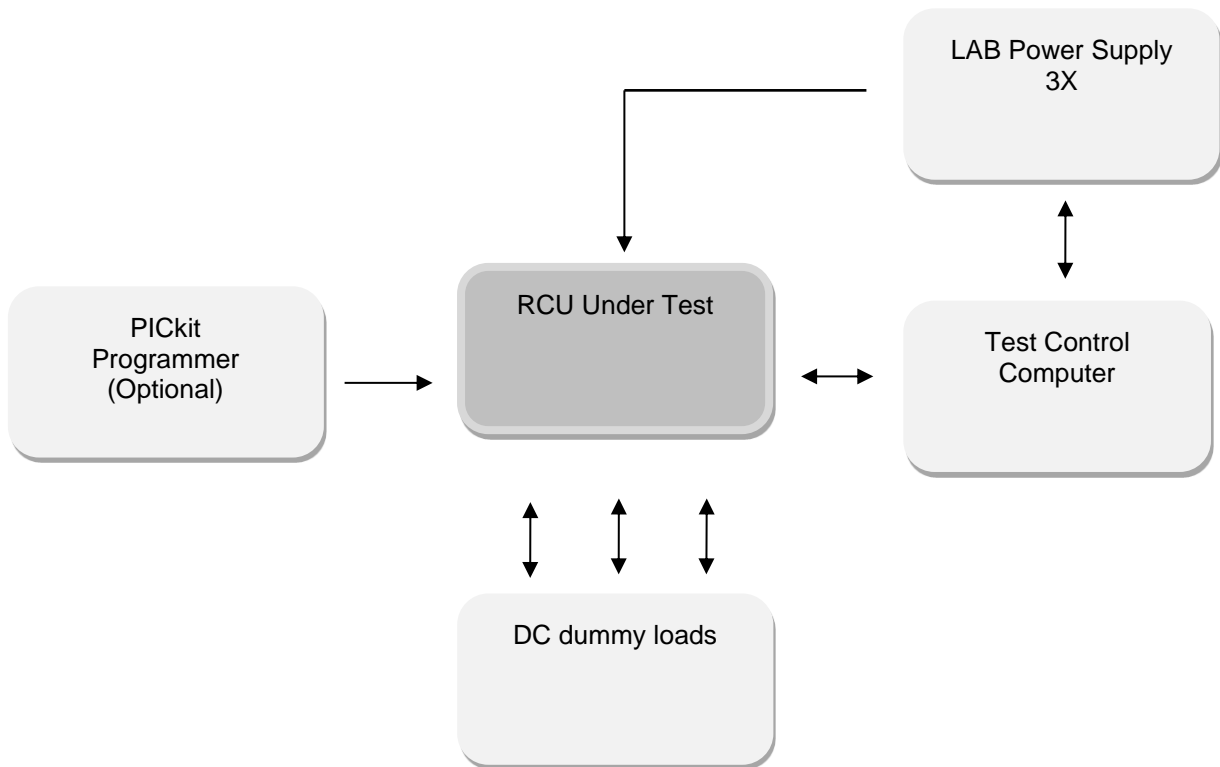 LAB Power Supply
3X
RCU Under Test
PICkit
Programmer
(Optional)
Test Control
Computer
DC dummy loads